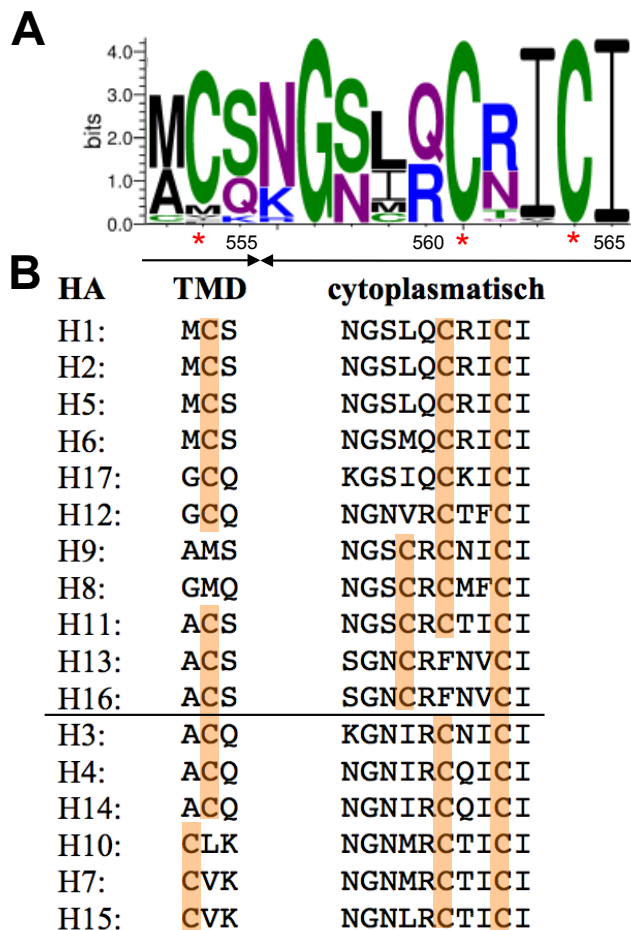 A
bits
4.0
3.0
2.0
1.0
0.0
MCSNGSLQCRICI
AQKNIRN
MT
C
555 * 560 * * 565
B HA TMD cytoplasmatisch
H1: MCS NGSLQCRICI
H2: MCS NGSLQCRICI
H5: MCS NGSLQCRICI
H6: MCS NGSMQCRICI
H17: GCQ KGSIQCKICI
H12: GCQ NGNVRCTFCI
H9: AMS NGSCRCNICI
H8: GMQ NGSCRCMFCI
H11: ACS NGSCRCTICI
H13: ACS SGNCRFNVCI
H16: ACS SGNCRFNVCI
H3: ACQ KGNIRCNICI
H4: ACQ NGNIRCQICI
H14: ACQ NGNIRCQICI
H10: CLK NGNMRCTICI
H7: CVK NGNMRCTICI
H15: CVK NGNLRCTICI